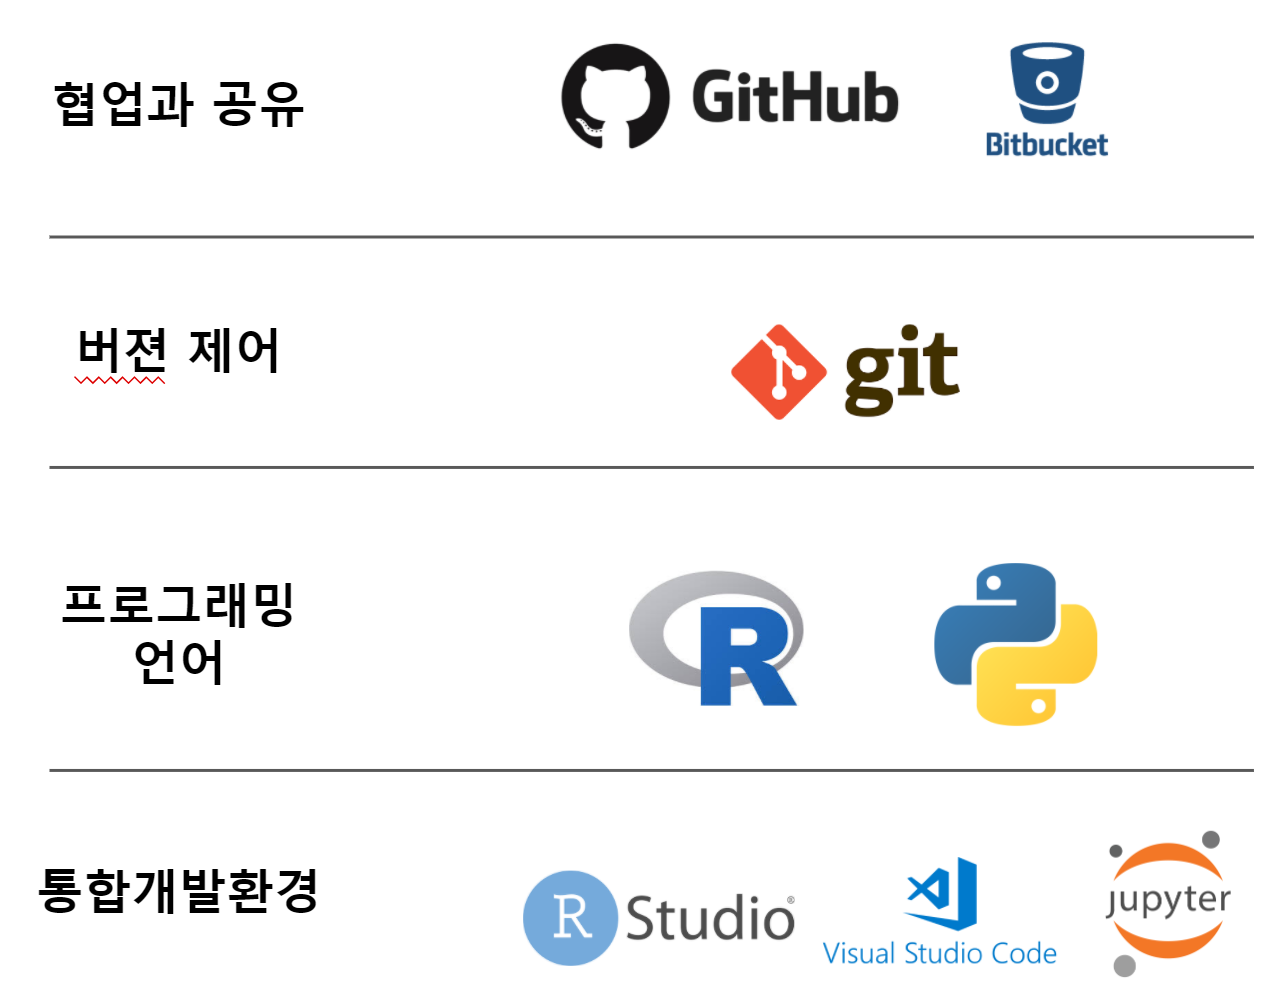 협업과 공유
GitHub
Bitbucket
버젼 제어
git
프로그래밍
언어
R
통합개발환경
R Studio®
Visual Studio Code
jupyter